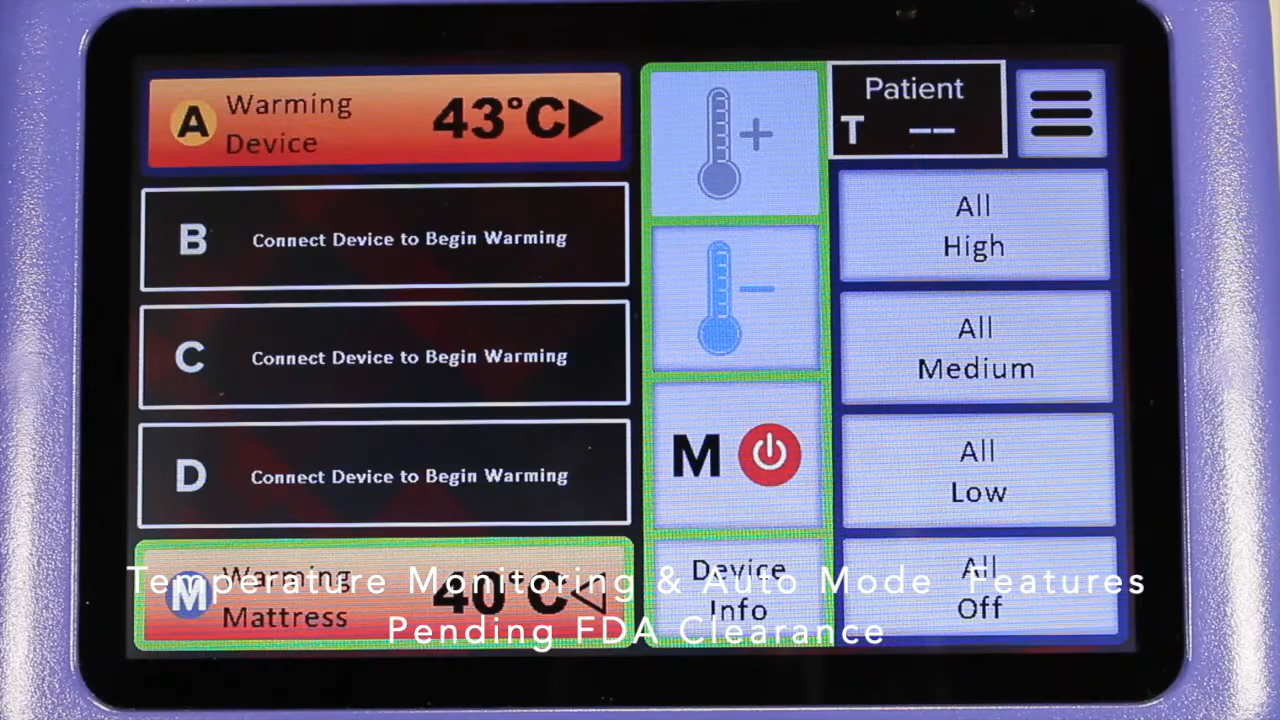 A Warming Device 43°C
B Connect Device to Begin Warming
C Connect Device to Begin Warming
D Connect Device to Begin Warming
M Warming Mattress 40°C
M
Device
Info
Patient
T --
All
High
All
Medium
All
Low
All
Off
Temperature Monitoring & Auto Mode Features
Pending FDA Clearance